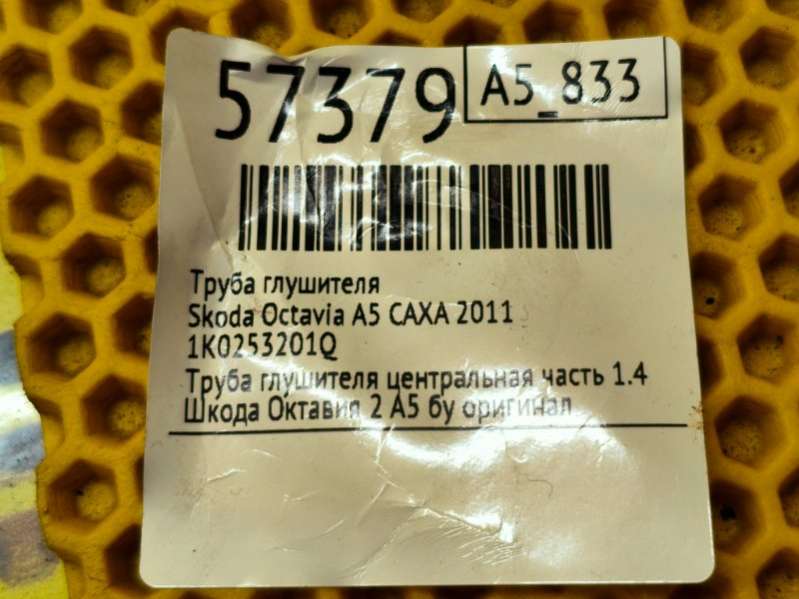 57379
A5_833
Труба глушителя
Skoda Octavia A5 CAXA 2011
1K0253201Q
Труба глушителя центральная часть 1.4
Шкода Октавия 2 А5 бу оригинал